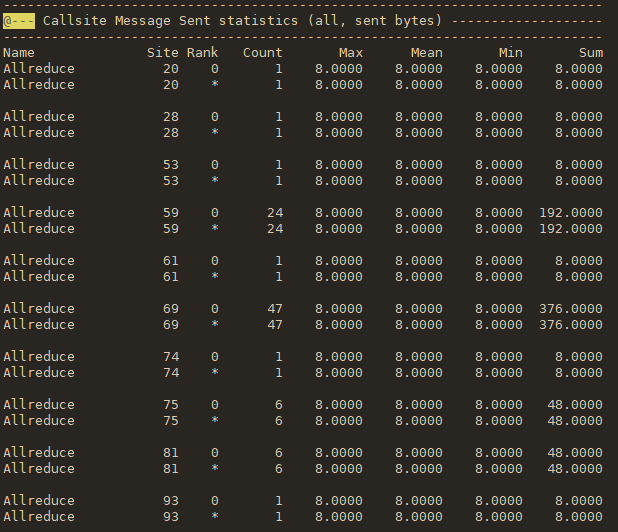 ---------------------------------------------------------------------------
@--- Callsite Message Sent statistics (all, sent bytes) -------------------
---------------------------------------------------------------------------
Name              Site Rank   Count       Max      Mean       Min       Sum
Allreduce           20    0       1    8.0000    8.0000    8.0000    8.0000
Allreduce           20    *       1    8.0000    8.0000    8.0000    8.0000
Allreduce           28    0       1    8.0000    8.0000    8.0000    8.0000
Allreduce           28    *       1    8.0000    8.0000    8.0000    8.0000
Allreduce           53    0       1    8.0000    8.0000    8.0000    8.0000
Allreduce           53    *       1    8.0000    8.0000    8.0000    8.0000
Allreduce           59    0      24    8.0000    8.0000    8.0000  192.0000
Allreduce           59    *      24    8.0000    8.0000    8.0000  192.0000
Allreduce           61    0       1    8.0000    8.0000    8.0000    8.0000
Allreduce           61    *       1    8.0000    8.0000    8.0000    8.0000
Allreduce           69    0      47    8.0000    8.0000    8.0000  376.0000
Allreduce           69    *      47    8.0000    8.0000    8.0000  376.0000
Allreduce           74    0       1    8.0000    8.0000    8.0000    8.0000
Allreduce           74    *       1    8.0000    8.0000    8.0000    8.0000
Allreduce           75    0       6    8.0000    8.0000    8.0000   48.0000
Allreduce           75    *       6    8.0000    8.0000    8.0000   48.0000
Allreduce           81    0       6    8.0000    8.0000    8.0000   48.0000
Allreduce           81    *       6    8.0000    8.0000    8.0000   48.0000
Allreduce           93    0       1    8.0000    8.0000    8.0000    8.0000
Allreduce           93    *       1    8.0000    8.0000    8.0000    8.0000